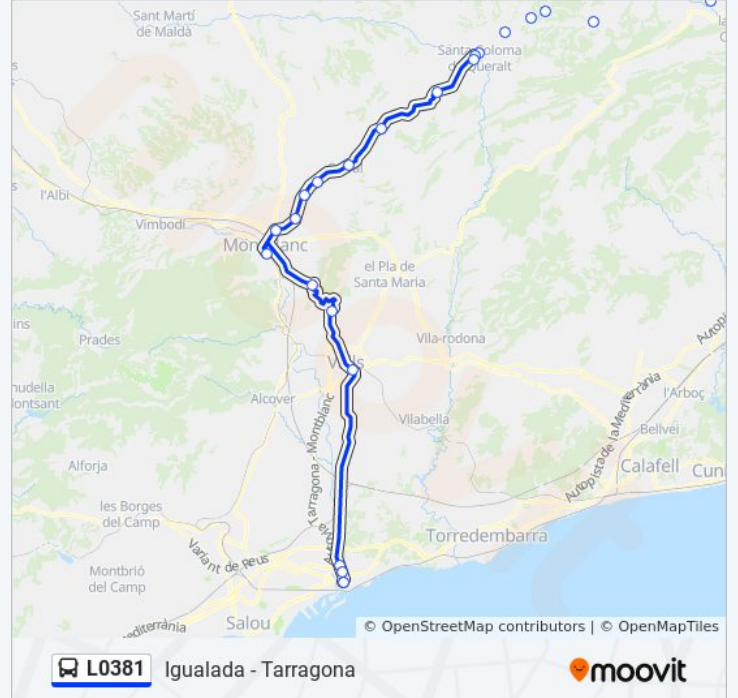 Sant Martí
de Maldà
Santa Coloma
de Queralt
l'Albi
Vimbodí
Montblanc
el Pla de
Santa Maria
Prades
Vila-rodona
Valls
Alcover
Vilabella
l'Arboç
Bellvei
Calafell
Autopista de la Mediterrània
Tarragona - Montblanc
Alforja
les Borges
del Camp
Variant de Reus
Torredembarra
Montbrió
del Camp
Salou
© OpenStreetMap contributors | © OpenMapTiles
L0381 Igualada - Tarragona
moovit